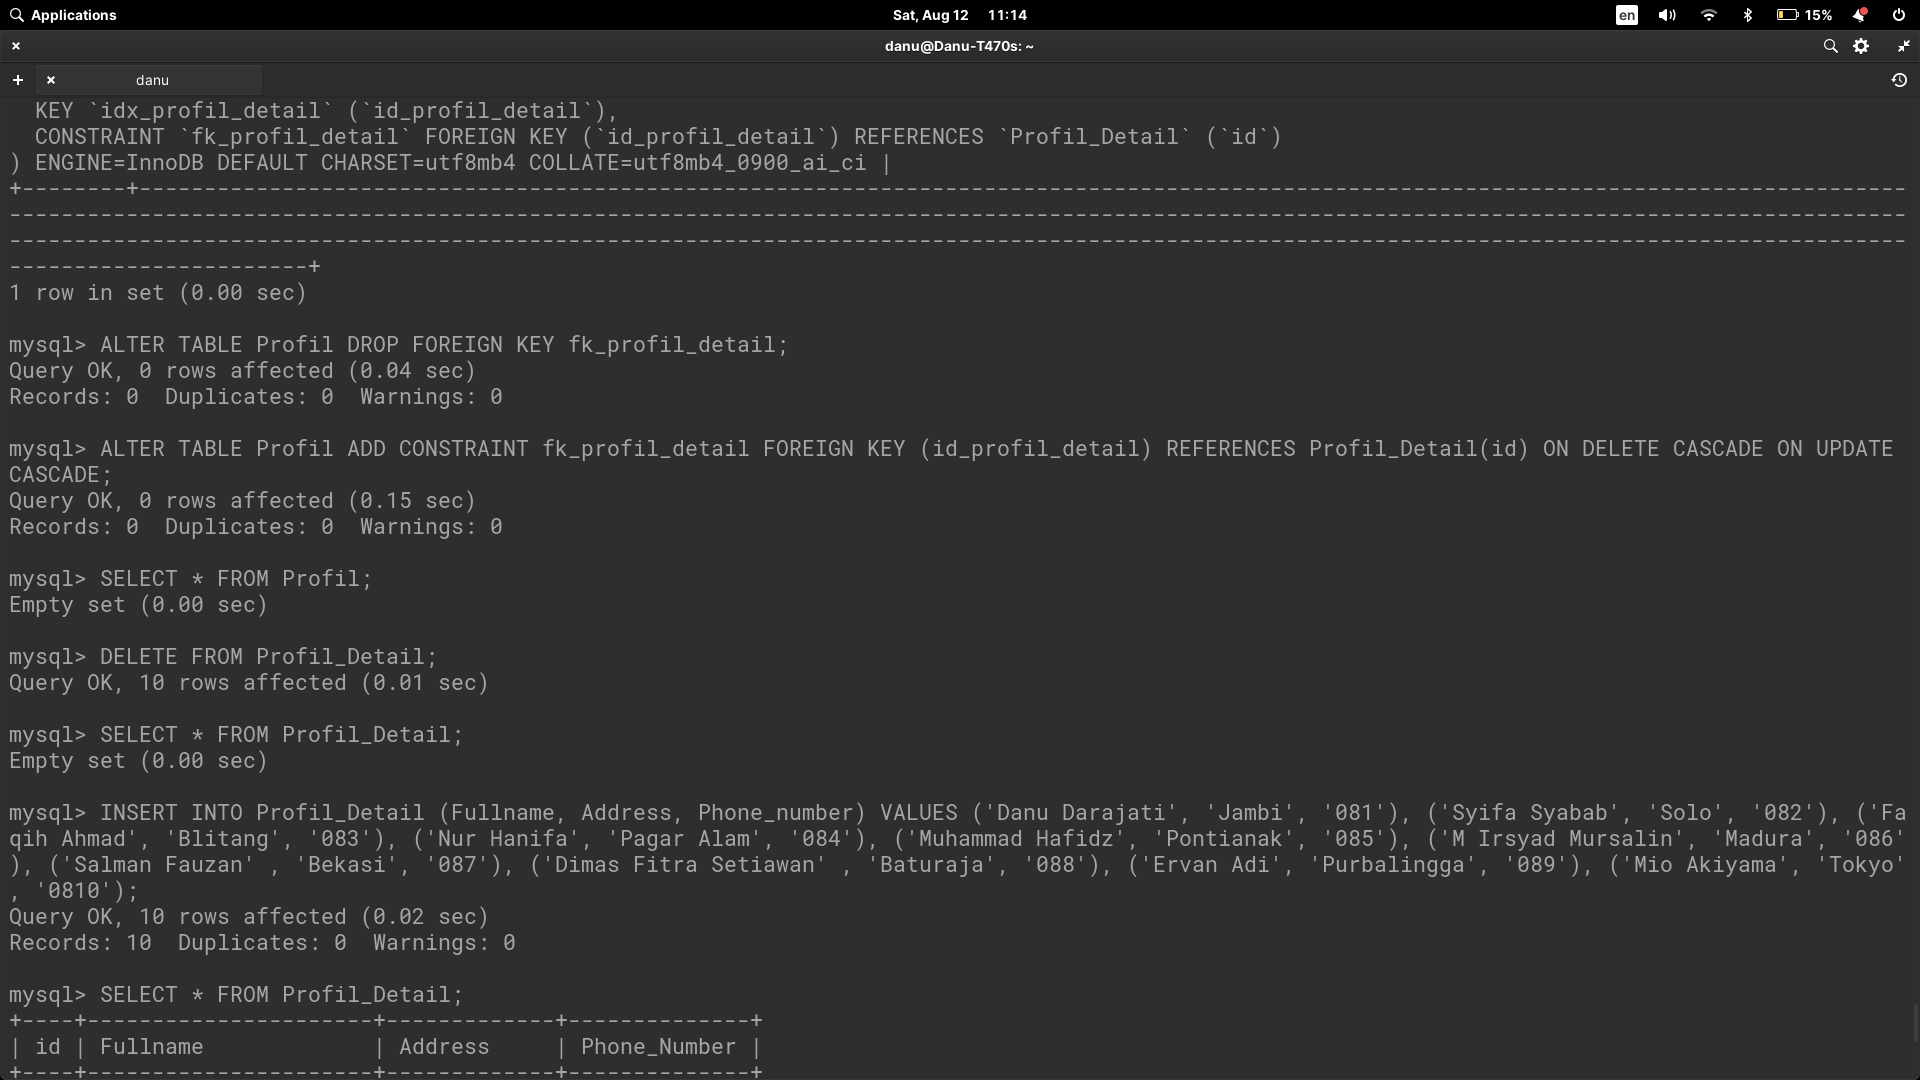 Applications
Sat, Aug 12 11:14
en
15%
danu@Danu-T470s: ~
danu
  KEY `idx_profil_detail` (`id_profil_detail`),
  CONSTRAINT `fk_profil_detail` FOREIGN KEY (`id_profil_detail`) REFERENCES `Profil_Detail` (`id`)
) ENGINE=InnoDB DEFAULT CHARSET=utf8mb4 COLLATE=utf8mb4_0900_ai_ci |
+--------+-----------------------------------------------------------------------------------------------------------------------------------------
--------------------------------------------------------------------------------------------------------------------------------------------------
--------------------------------------------------------------------------------------------------------------------------------------------------
-----------------------+
1 row in set (0.00 sec)
mysql> ALTER TABLE Profil DROP FOREIGN KEY fk_profil_detail;
Query OK, 0 rows affected (0.04 sec)
Records: 0  Duplicates: 0  Warnings: 0
mysql> ALTER TABLE Profil ADD CONSTRAINT fk_profil_detail FOREIGN KEY (id_profil_detail) REFERENCES Profil_Detail(id) ON DELETE CASCADE ON UPDATE
CASCADE;
Query OK, 0 rows affected (0.15 sec)
Records: 0  Duplicates: 0  Warnings: 0
mysql> SELECT * FROM Profil;
Empty set (0.00 sec)
mysql> DELETE FROM Profil_Detail;
Query OK, 10 rows affected (0.01 sec)
mysql> SELECT * FROM Profil_Detail;
Empty set (0.00 sec)
mysql> INSERT INTO Profil_Detail (Fullname, Address, Phone_number) VALUES ('Danu Darajati', 'Jambi', '081'), ('Syifa Syabab', 'Solo', '082'), ('Fa
qih Ahmad', 'Blitang', '083'), ('Nur Hanifa', 'Pagar Alam', '084'), ('Muhammad Hafidz', 'Pontianak', '085'), ('M Irsyad Mursalin', 'Madura', '086'
), ('Salman Fauzan' , 'Bekasi', '087'), ('Dimas Fitra Setiawan' , 'Baturaja', '088'), ('Ervan Adi', 'Purbalingga', '089'), ('Mio Akiyama', 'Tokyo'
, '0810');
Query OK, 10 rows affected (0.02 sec)
Records: 10  Duplicates: 0  Warnings: 0
mysql> SELECT * FROM Profil_Detail;
+----+----------------------+-------------+--------------+
| id | Fullname             | Address     | Phone_Number |
+----+----------------------+-------------+--------------+